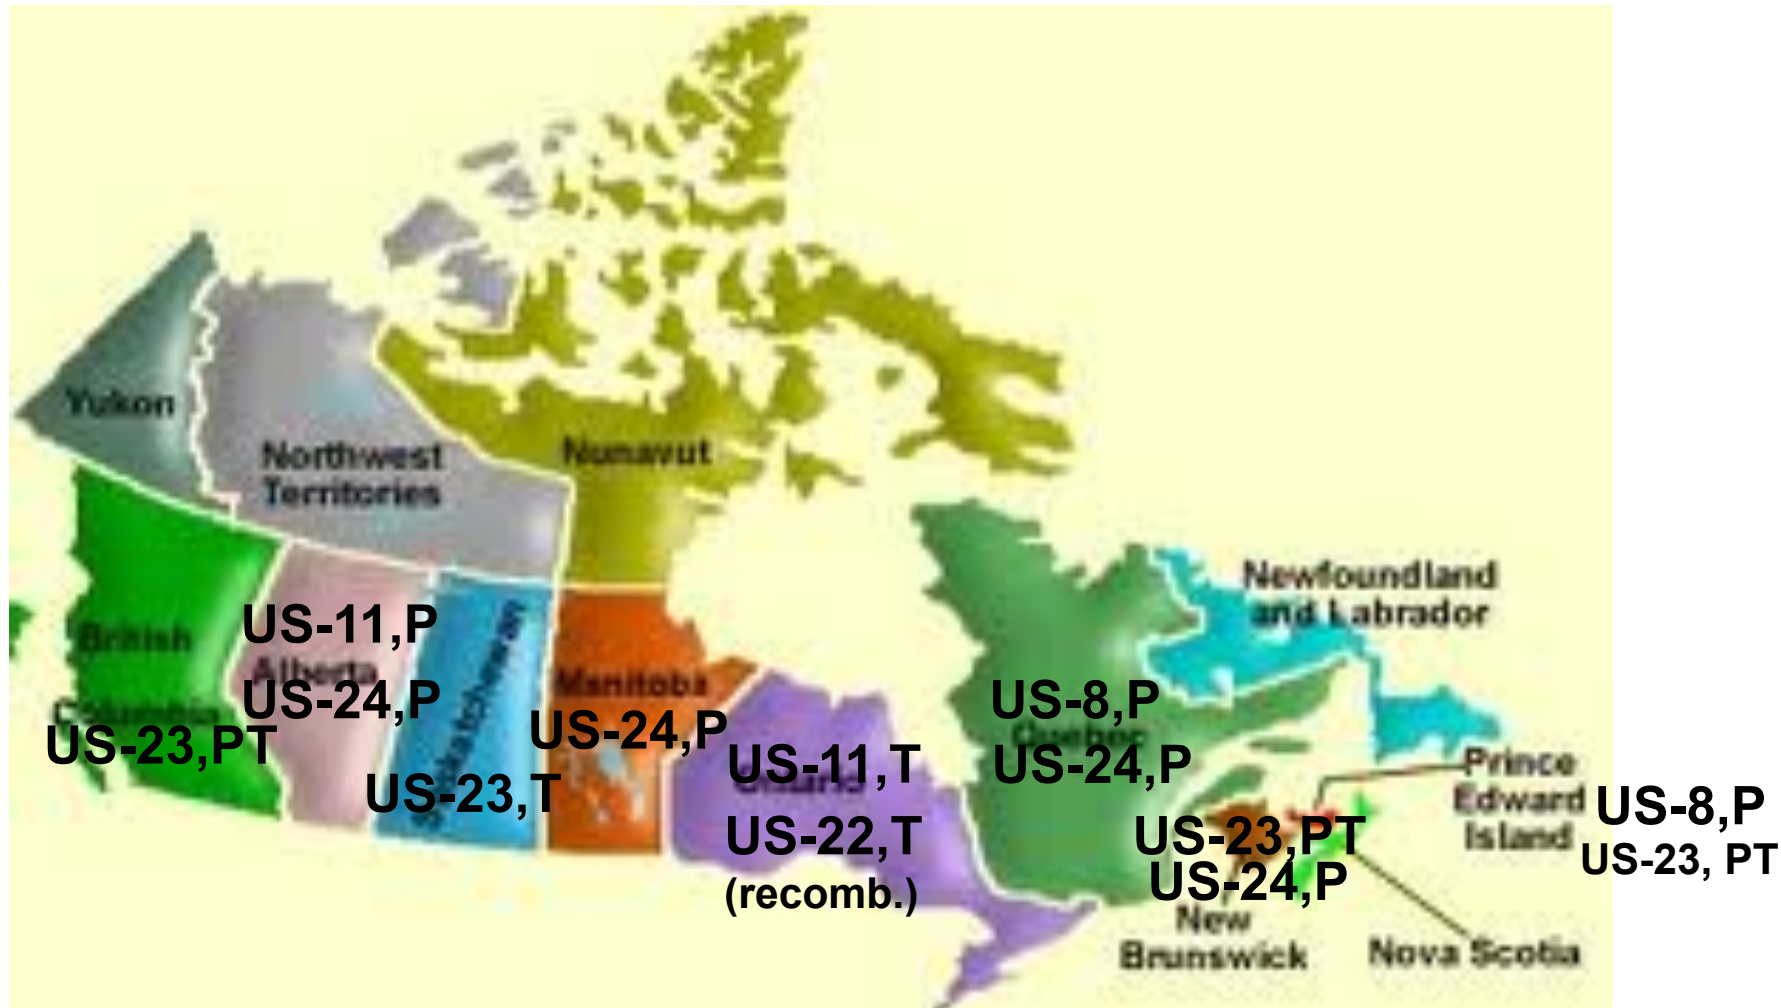 Yukon
Northwest
Territories
Nunavut
British
Columbia
US-23,PT
US-11,P
Alberta
US-24,P
Saskatchewan
US-23,T
Manitoba
US-24,P
Ontario
US-11,T
US-22,T
(recomb.)
US-8,P
Quebec
US-24,P
Newfoundland
and Labrador
Prince
Edward
Island
US-8,P
US-23, PT
US-23,PT
US-24,P
New
Brunswick
Nova Scotia